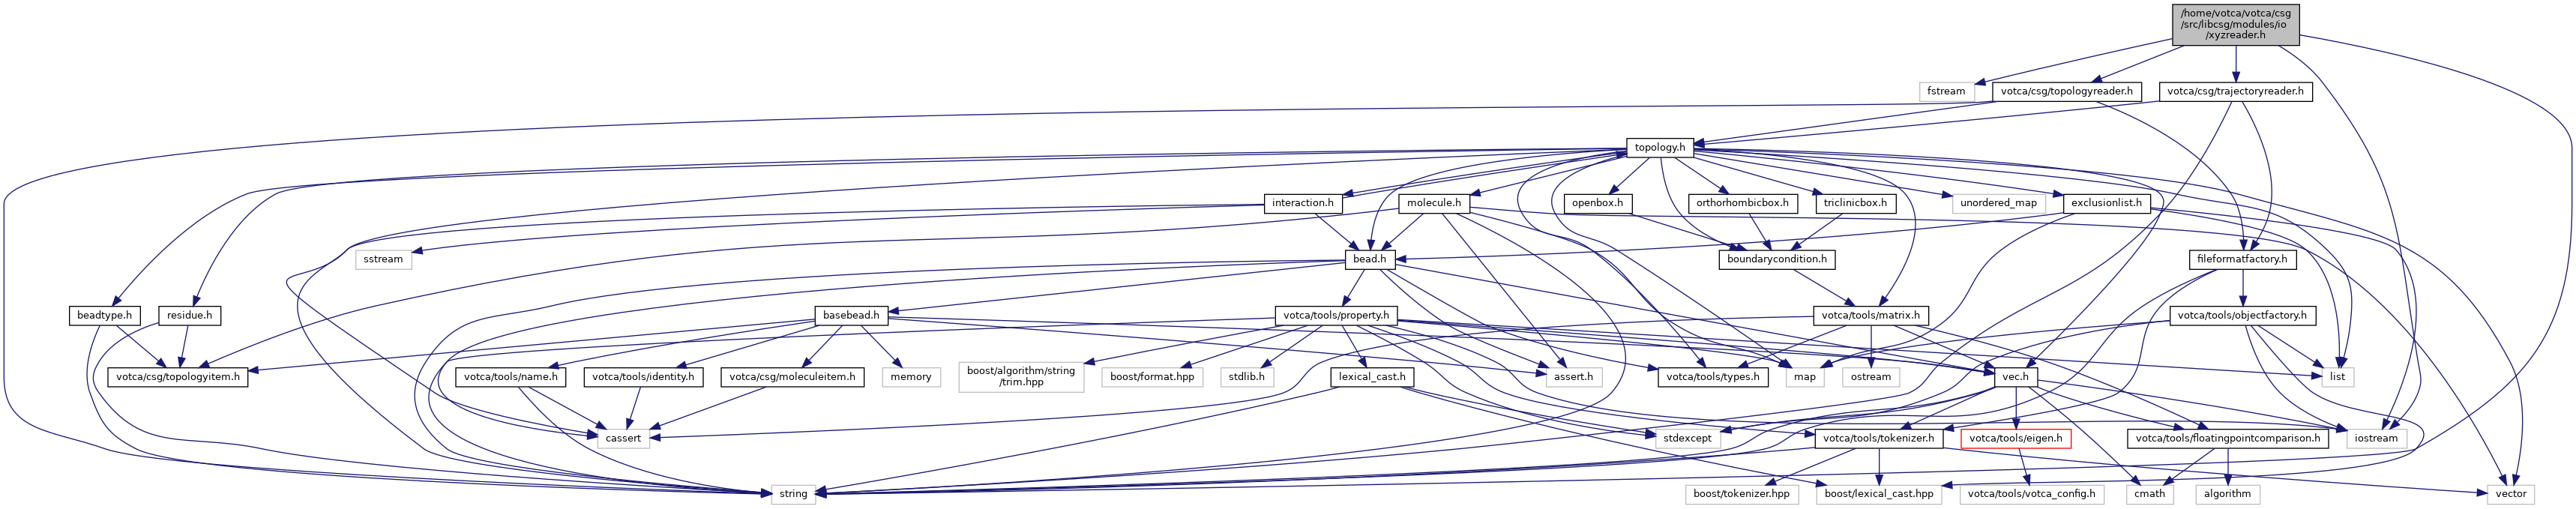 /home/votca/votca/csg
/src/libcsg/modules/io
/xyzreader.h
fstream
votca/csg/topologyreader.h
votca/csg/trajectoryreader.h
topology.h
interaction.h
molecule.h
openbox.h
orthorhombicbox.h
triclinicbox.h
unordered_map
exclusionlist.h
sstream
bead.h
boundarycondition.h
fileformatfactory.h
beadtype.h
residue.h
basebead.h
votca/tools/property.h
votca/tools/matrix.h
votca/tools/objectfactory.h
votca/csg/topologyitem.h
votca/tools/name.h
votca/tools/identity.h
votca/csg/moleculeitem.h
memory
boost/algorithm/string
/trim.hpp
boost/format.hpp
stdlib.h
lexical_cast.h
assert.h
votca/tools/types.h
map
ostream
vec.h
list
cassert
stdexcept
votca/tools/tokenizer.h
votca/tools/eigen.h
votca/tools/floatingpointcomparison.h
iostream
string
boost/tokenizer.hpp
boost/lexical_cast.hpp
votca/tools/votca_config.h
cmath
algorithm
vector